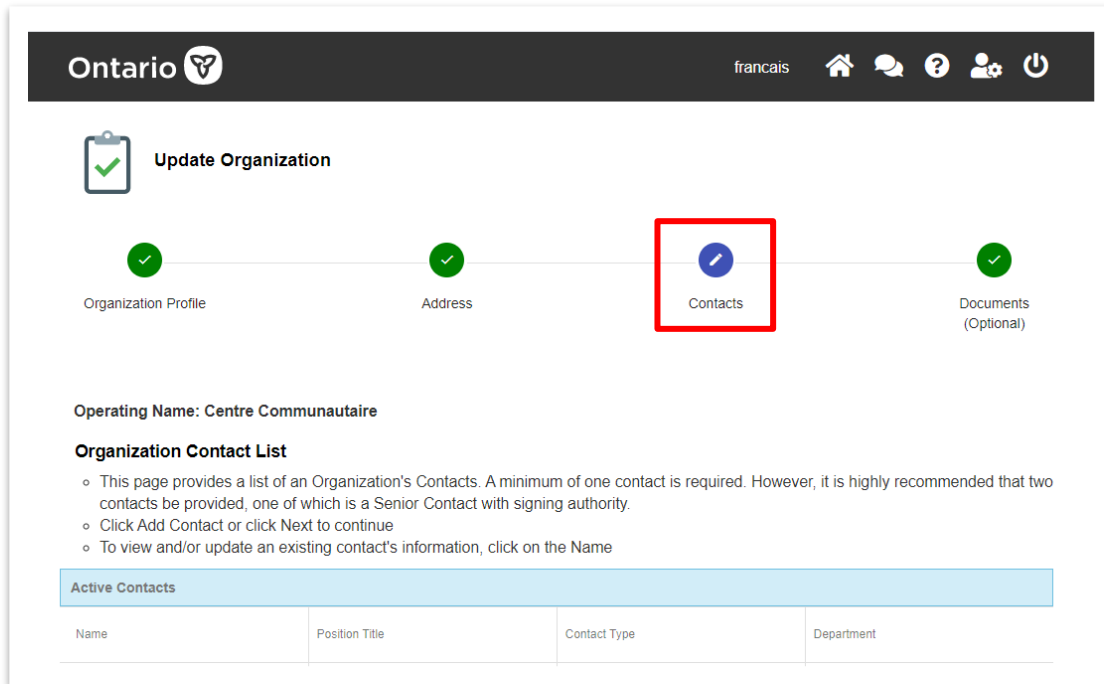 Ontario
francais
Update Organization
Organization Profile
Address
Contacts
Documents
(Optional)
Operating Name: Centre Communautaire
Organization Contact List
This page provides a list of an Organization's Contacts. A minimum of one contact is required. However, it is highly recommended that two
contacts be provided, one of which is a Senior Contact with signing authority.
Click Add Contact or click Next to continue
To view and/or update an existing contact's information, click on the Name
Active Contacts
Name
Position Title
Contact Type
Department